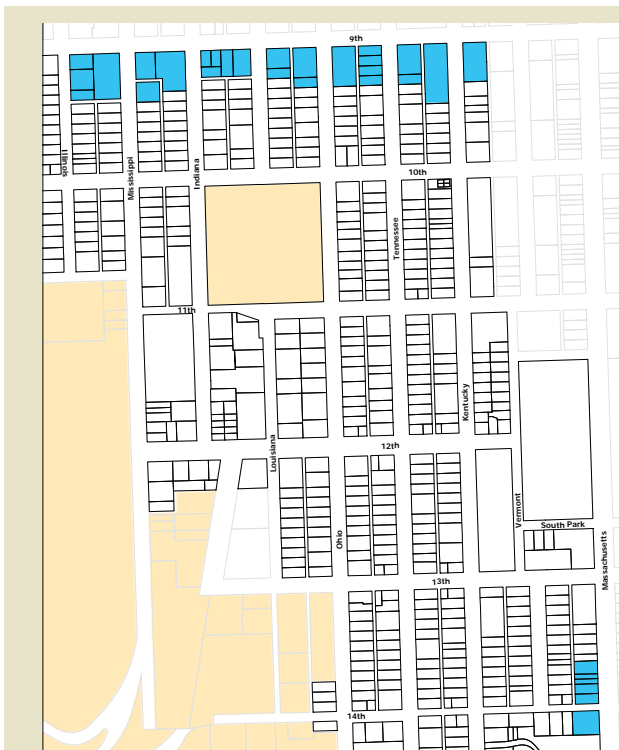 9th
Illinois
Mississippi
Indiana
10th
Tennessee
11th
Kentucky
12th
Louisiana
Ohio
Vermont
South Park
Massachusetts
13th
14th